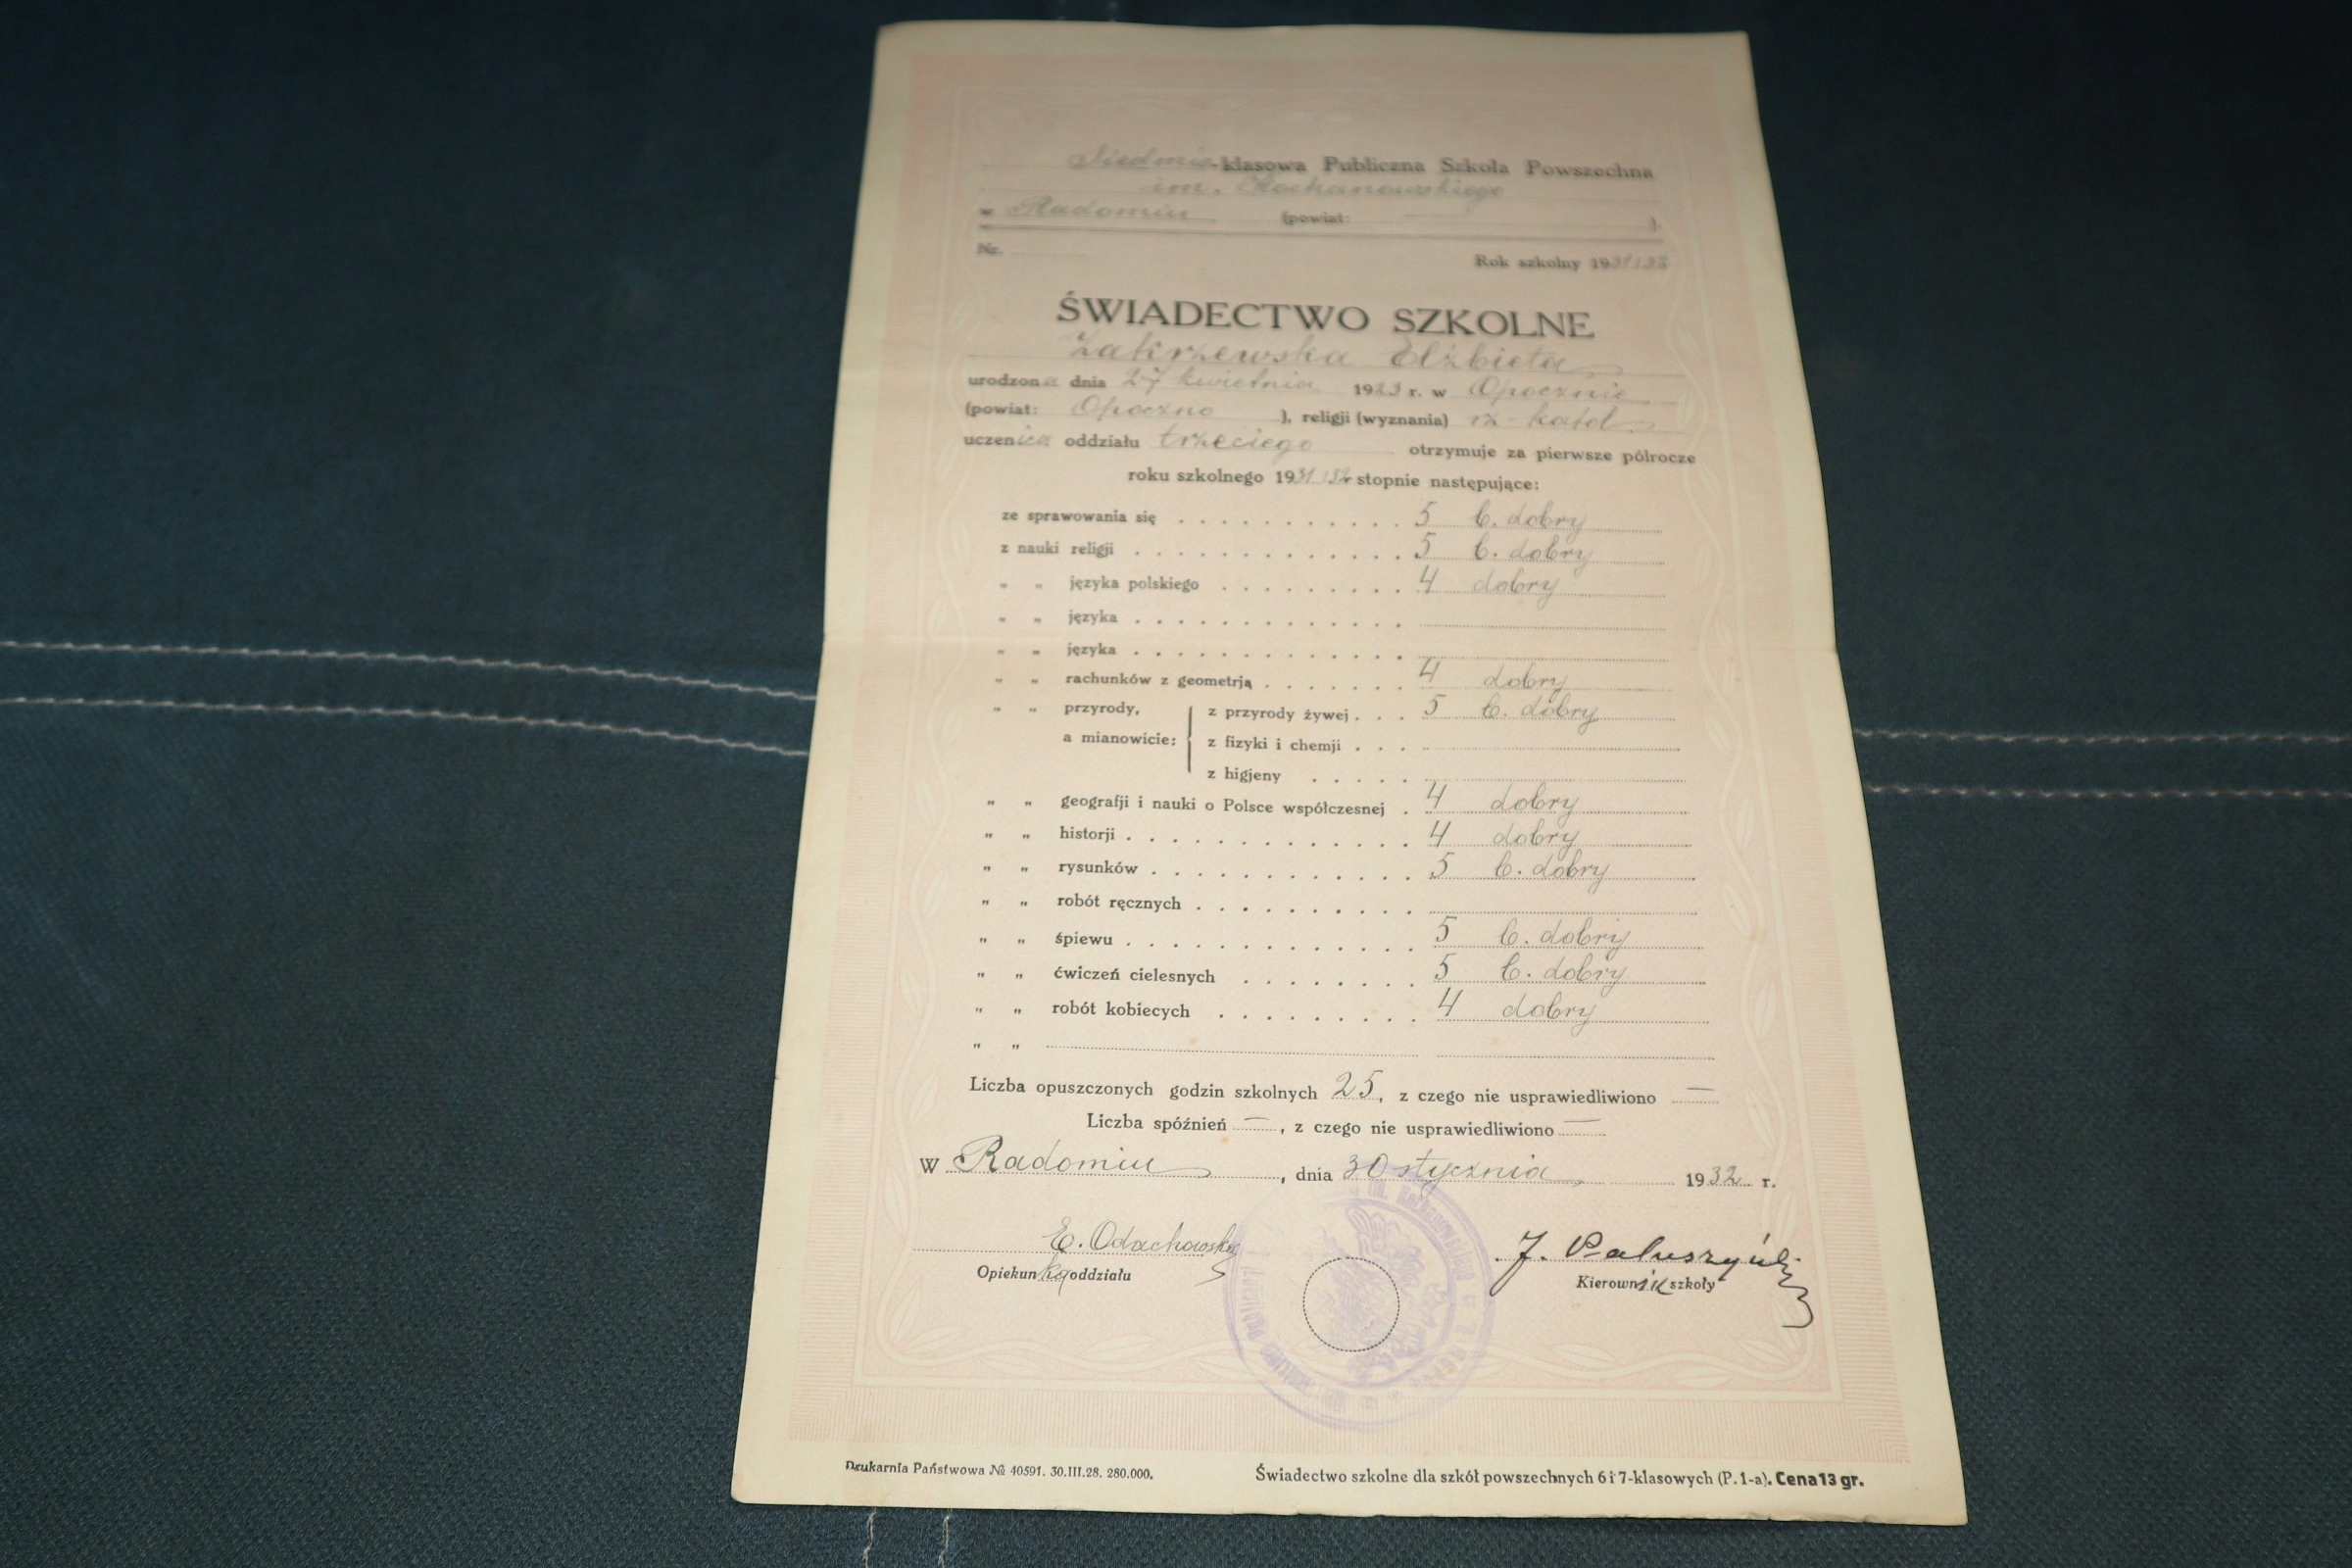 Siedmio-klasowa Publiczna Szkoła Powszechna
im. Kochanowskiego
w Radomiu (powiat: ).
Nr. Rok szkolny 1931/32
ŚWIADECTWO SZKOLNE
Zakrzewska Elżbieta
urodzona dnia 27 kwietnia 1923 r. w Opocznie
(powiat: Opoczno ), religji (wyznania) rz-katol.
uczenica oddziału trzeciego otrzymuje za pierwsze półrocze
roku szkolnego 1931/32 stopnie następujące:
ze sprawowania się . . . . . . . . . . . 5 b. dobry
z nauki religji . . . . . . . . . . . . . 5 b. dobry
" " języka polskiego . . . . . . . . . 4 dobry
" " języka . . . . . . . . . . . . .
" " języka . . . . . . . . . . . . .
" " rachunków z geometrją . . . . . . . 4 dobry
" " przyrody, z przyrody żywej . . . 5 b. dobry
a mianowicie: z fizyki i chemji . . .
z higjeny . . . . .
" " geografji i nauki o Polsce współczesnej . 4 dobry
" " historji . . . . . . . . . . . . . 4 dobry
" " rysunków . . . . . . . . . . . . 5 b. dobry
" " robót ręcznych . . . . . . . . . .
" " śpiewu . . . . . . . . . . . . . 5 b. dobry
" " ćwiczeń cielesnych . . . . . . . . 5 b. dobry
" " robót kobiecych . . . . . . . . . 4 dobry
" "
Liczba opuszczonych godzin szkolnych 25, z czego nie usprawiedliwiono —
Liczba spóźnień —, z czego nie usprawiedliwiono —
W Radomiu, dnia 30 stycznia 1932 r.
E. Odachowska J. Paluszyński
Opiekunka oddziału Kierownik szkoły
Drukarnia Państwowa № 40591. 30.III.28. 280.000. Świadectwo szkolne dla szkół powszechnych 6 i 7-klasowych (P. 1-a). Cena 13 gr.